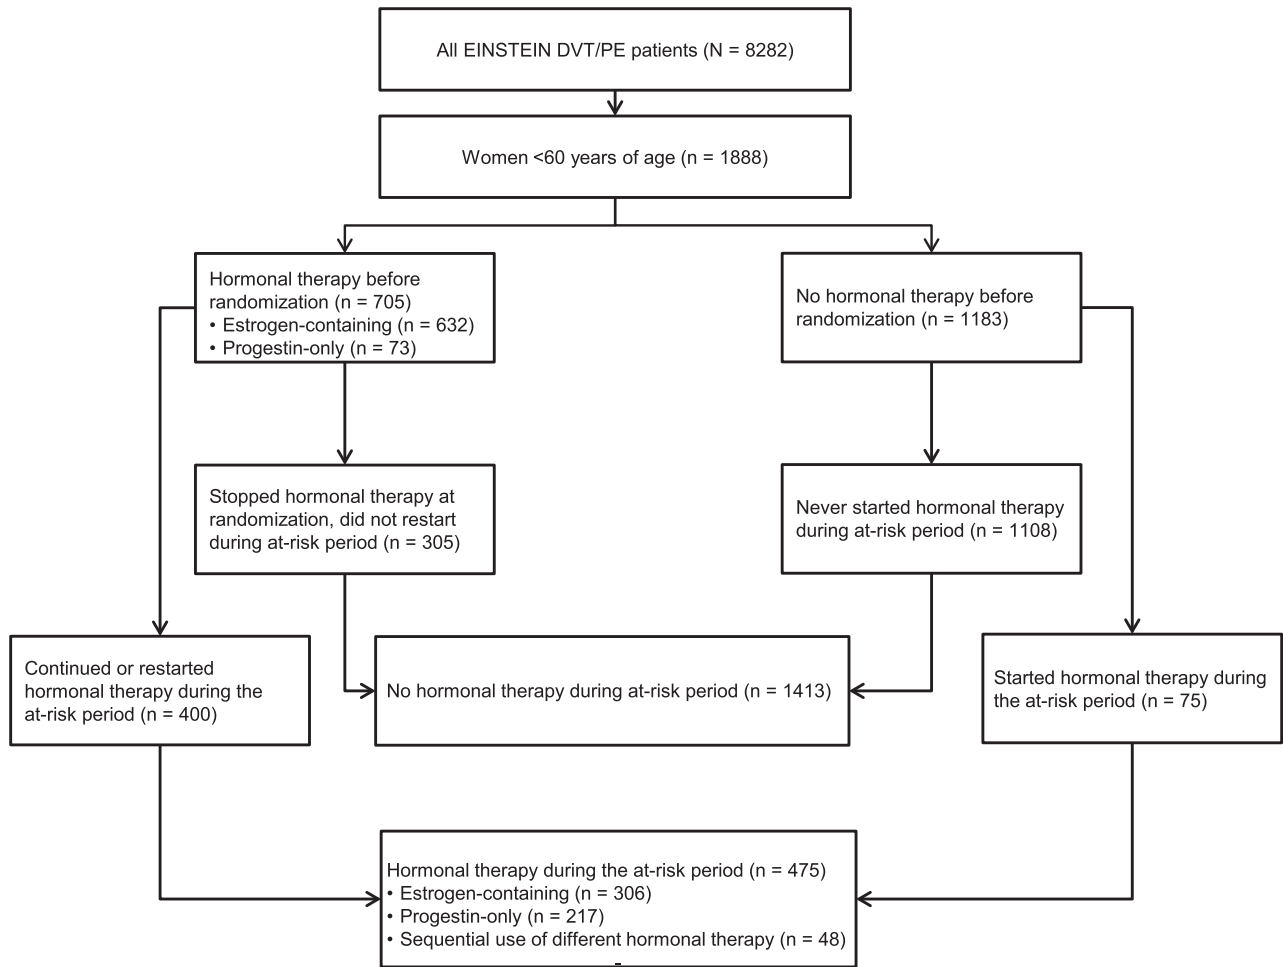 All EINSTEIN DVT/PE patients (N = 8282)
Women <60 years of age (n = 1888)
Hormonal therapy before
randomization (n = 705)
• Estrogen-containing (n = 632)
• Progestin-only (n = 73)
No hormonal therapy before
randomization (n = 1183)
Stopped hormonal therapy at
randomization, did not restart
during at-risk period (n = 305)
Never started hormonal therapy
during at-risk period (n = 1108)
Continued or restarted
hormonal therapy during the
at-risk period (n = 400)
No hormonal therapy during at-risk period (n = 1413)
Started hormonal therapy during
the at-risk period (n = 75)
Hormonal therapy during the at-risk period (n = 475)
• Estrogen-containing (n = 306)
• Progestin-only (n = 217)
• Sequential use of different hormonal therapy (n = 48)